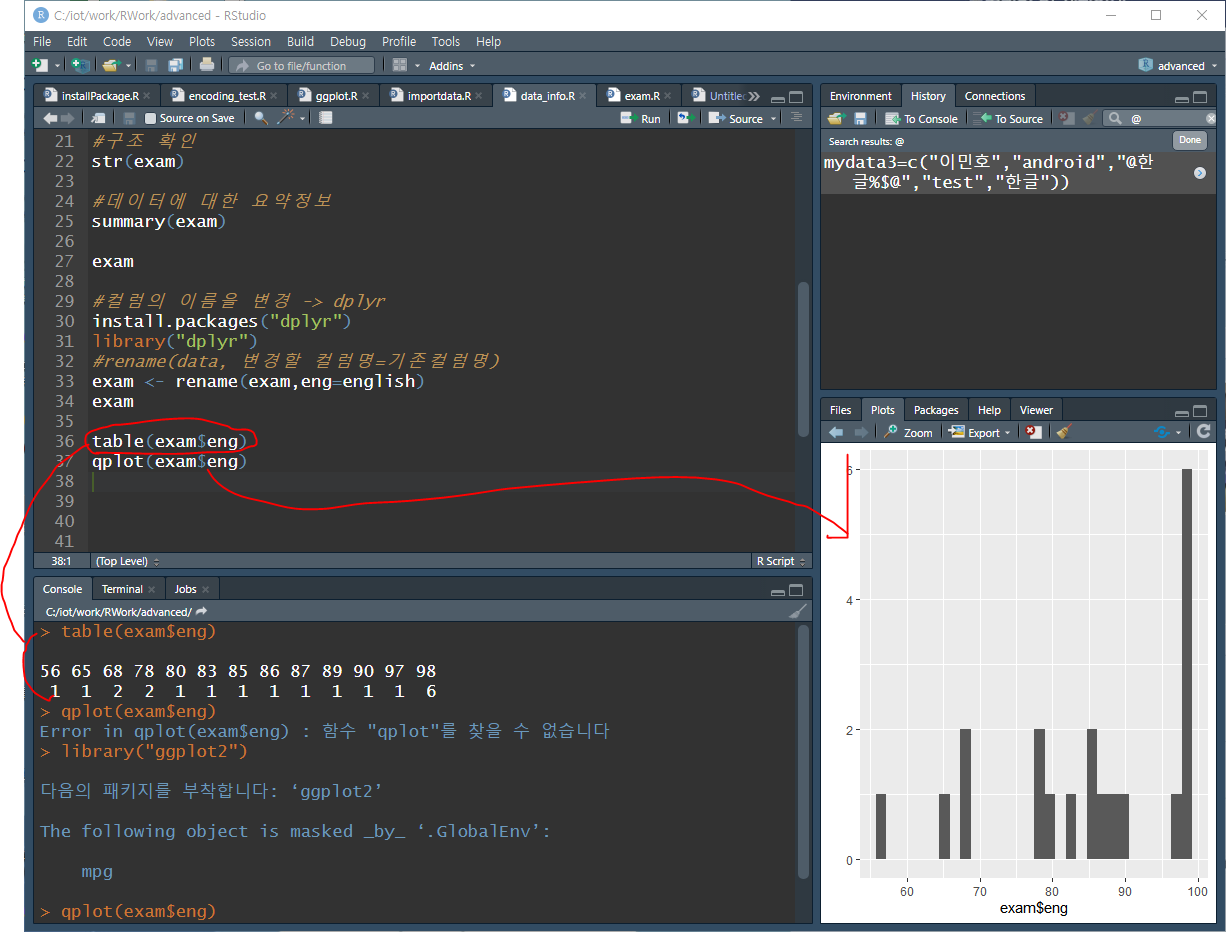 C:/iot/work/RWork/advanced - RStudio
File Edit Code View Plots Session Build Debug Profile Tools Help
Go to file/function Addins advanced
installPackage.R encoding_test.R ggplot.R importdata.R data_info.R exam.R Untitlec
Source on Save Run Source
21 #구조 확인
22 str(exam)
23
24 #데이터에 대한 요약정보
25 summary(exam)
26
27 exam
28
29 #컬럼의 이름을 변경 -> dplyr
30 install.packages("dplyr")
31 library("dplyr")
32 #rename(data, 변경할 컬럼명=기존컬럼명)
33 exam <- rename(exam,eng=english)
34 exam
35
36 table(exam$eng)
37 qplot(exam$eng)
38
39
40
41
38:1 (Top Level) R Script
Console Terminal Jobs
C:/iot/work/RWork/advanced/
> table(exam$eng)
56 65 68 78 80 83 85 86 87 89 90 97 98
1 1 2 2 1 1 1 1 1 1 1 1 6
> qplot(exam$eng)
Error in qplot(exam$eng) : 함수 "qplot"를 찾을 수 없습니다
> library("ggplot2")
다음의 패키지를 부착합니다: ‘ggplot2’
The following object is masked _by_ ‘.GlobalEnv’:
mpg
> qplot(exam$eng)
Environment History Connections
To Console To Source @
Search results: @ Done
mydata3=c("이민호","android","@한
글%$@","test","한글"))
Files Plots Packages Help Viewer
Zoom Export
6
4
2
0
60 70 80 90 100
exam$eng